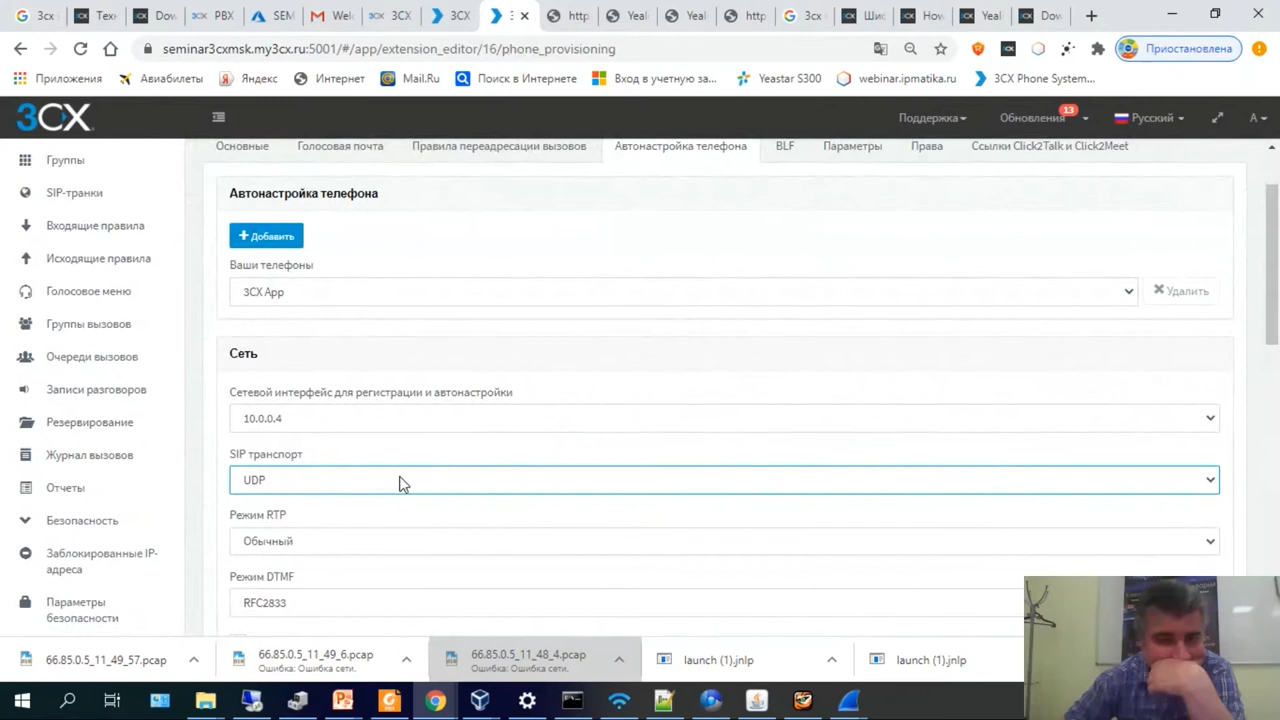 3cx
Техн
Dow
PBX
SEM
Welc
3CX
3CX
3
http
Yeal
Yeal
http
3cx
Шис
How
Yeal
Dow
seminar3cxmsk.my3cx.ru:5001/#/app/extension_editor/16/phone_provisioning
Приостановлена
Приложения
Авиабилеты
Яндекс
Интернет
Mail.Ru
Поиск в Интернете
Вход в учетную за...
Yeastar S300
webinar.ipmatika.ru
3CX Phone System...
3CX
Поддержка
Обновления
13
Русский
A
Группы
SIP-транки
Входящие правила
Исходящие правила
Голосовое меню
Группы вызовов
Очереди вызовов
Записи разговоров
Резервирование
Журнал вызовов
Отчеты
Безопасность
Заблокированные IP-
адреса
Параметры
безопасности
Основные
Голосовая почта
Правила переадресации вызовов
Автонастройка телефона
BLF
Параметры
Права
Ссылки Click2Talk и Click2Meet
Автонастройка телефона
+ Добавить
Ваши телефоны
3CX App
Удалить
Сеть
Сетевой интерфейс для регистрации и автонастройки
10.0.0.4
SIP транспорт
UDP
Режим RTP
Обычный
Режим DTMF
RFC2833
66.85.0.5_11_49_57.pcap
66.85.0.5_11_49_6.pcap
Ошибка: Ошибка сети.
66.85.0.5_11_48_4.pcap
Ошибка: Ошибка сети.
launch (1).jnlp
launch (1).jnlp